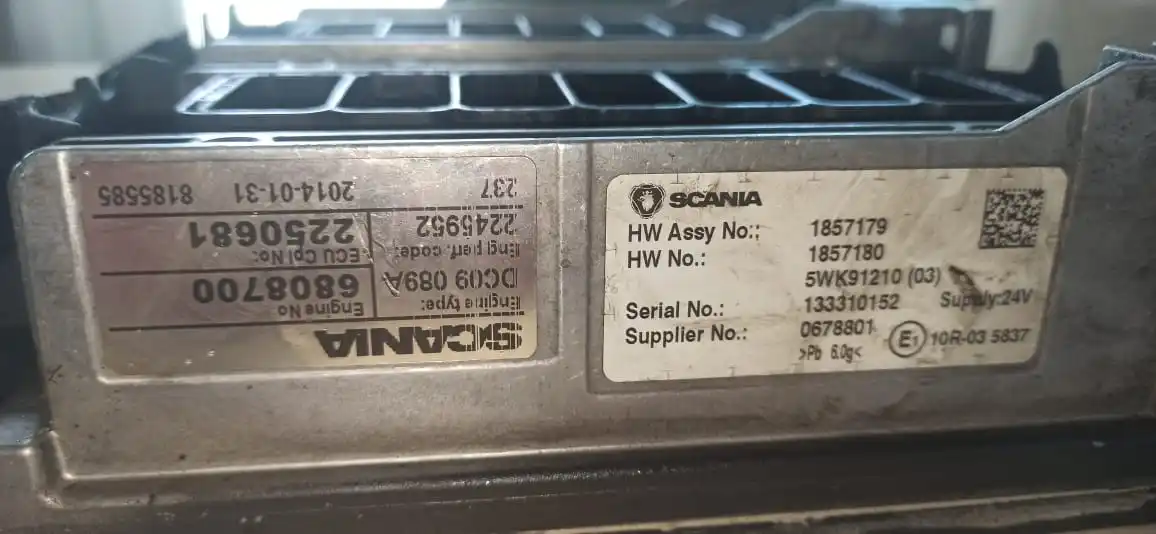 SCANIA
Engine type: Engine No
DC09 089A 6808700
Eng perf. code: ECU Cpl No:
2245952 2250681
237 2014-01-31 8185585
SCANIA
HW Assy No.: 1857179
HW No.: 1857180
5WK91210 (03)
Serial No.: 133310152 Supply:24V
Supplier No.: 0678801
>Pb 6.0g< E1 10R-03 5837